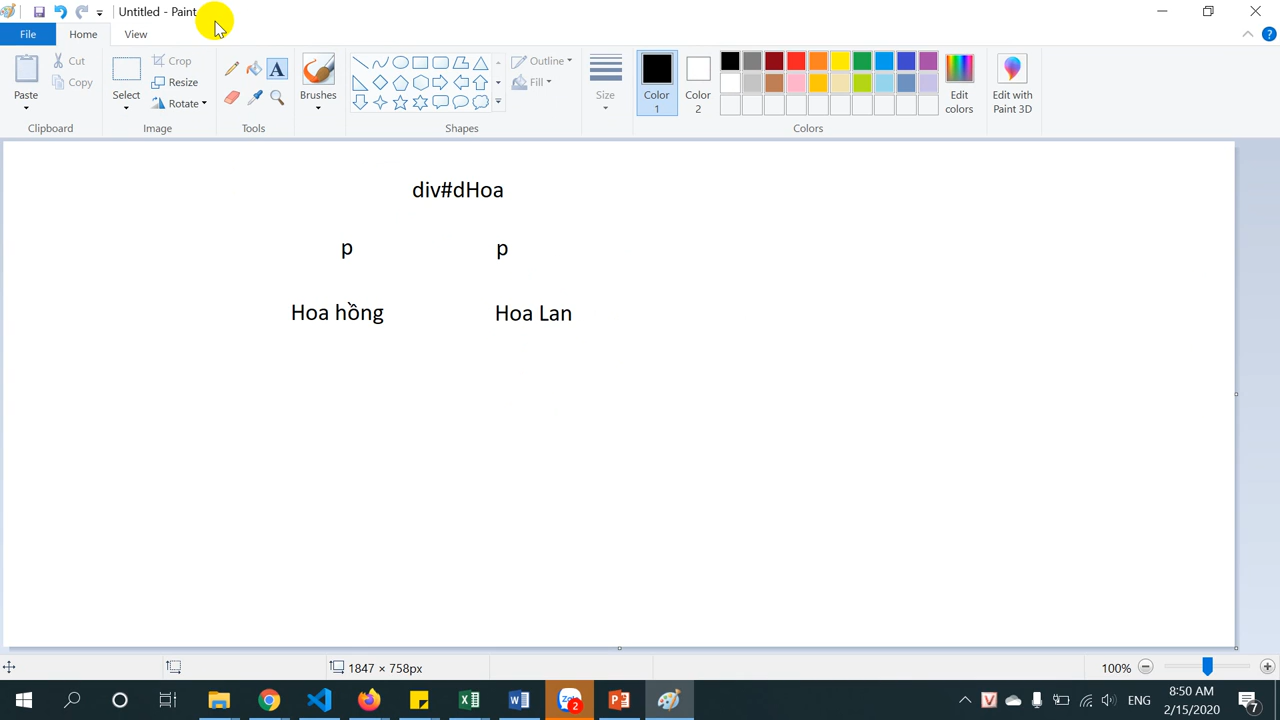 Untitled - Paint
File
Home
View
Paste
Cut
Copy
Clipboard
Select
Crop
Resize
Rotate
Image
A
Tools
Brushes
Outline
Fill
Shapes
Size
Color
1
Color
2
Colors
Edit
colors
Edit with
Paint 3D
div#dHoa
p p
Hoa hồng Hoa Lan
1847 × 758px
100%
2
ENG
8:50 AM
2/15/2020
7